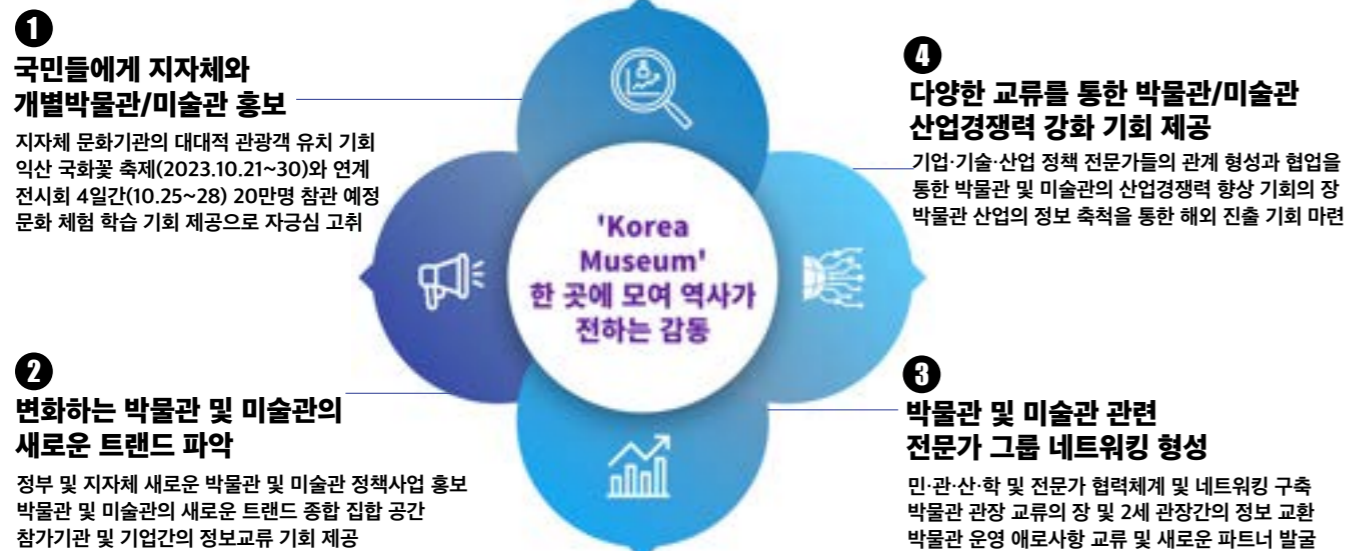 1
국민들에게 지자체와
개별박물관/미술관 홍보
지자체 문화기관의 대대적 관광객 유치 기회
익산 국화꽃 축제(2023.10.21~30)와 연계
전시회 4일간(10.25~28) 20만명 참관 예정
문화 체험 학습 기회 제공으로 자긍심 고취
2
변화하는 박물관 및 미술관의
새로운 트랜드 파악
정부 및 지자체 새로운 박물관 및 미술관 정책사업 홍보
박물관 및 미술관의 새로운 트랜드 종합 집합 공간
참가기관 및 기업간의 정보교류 기회 제공
'Korea
Museum'
한 곳에 모여 역사가
전하는 감동
3
박물관 및 미술관 관련
전문가 그룹 네트워킹 형성
민·관·산·학 및 전문가 협력체계 및 네트워킹 구축
박물관 관장 교류의 장 및 2세 관장간의 정보 교환
박물관 운영 애로사항 교류 및 새로운 파트너 발굴
4
다양한 교류를 통한 박물관/미술관
산업경쟁력 강화 기회 제공
기업·기술·산업 정책 전문가들의 관계 형성과 협업을
통한 박물관 및 미술관의 산업경쟁력 향상 기회의 장
박물관 산업의 정보 축척을 통한 해외 진출 기회 마련